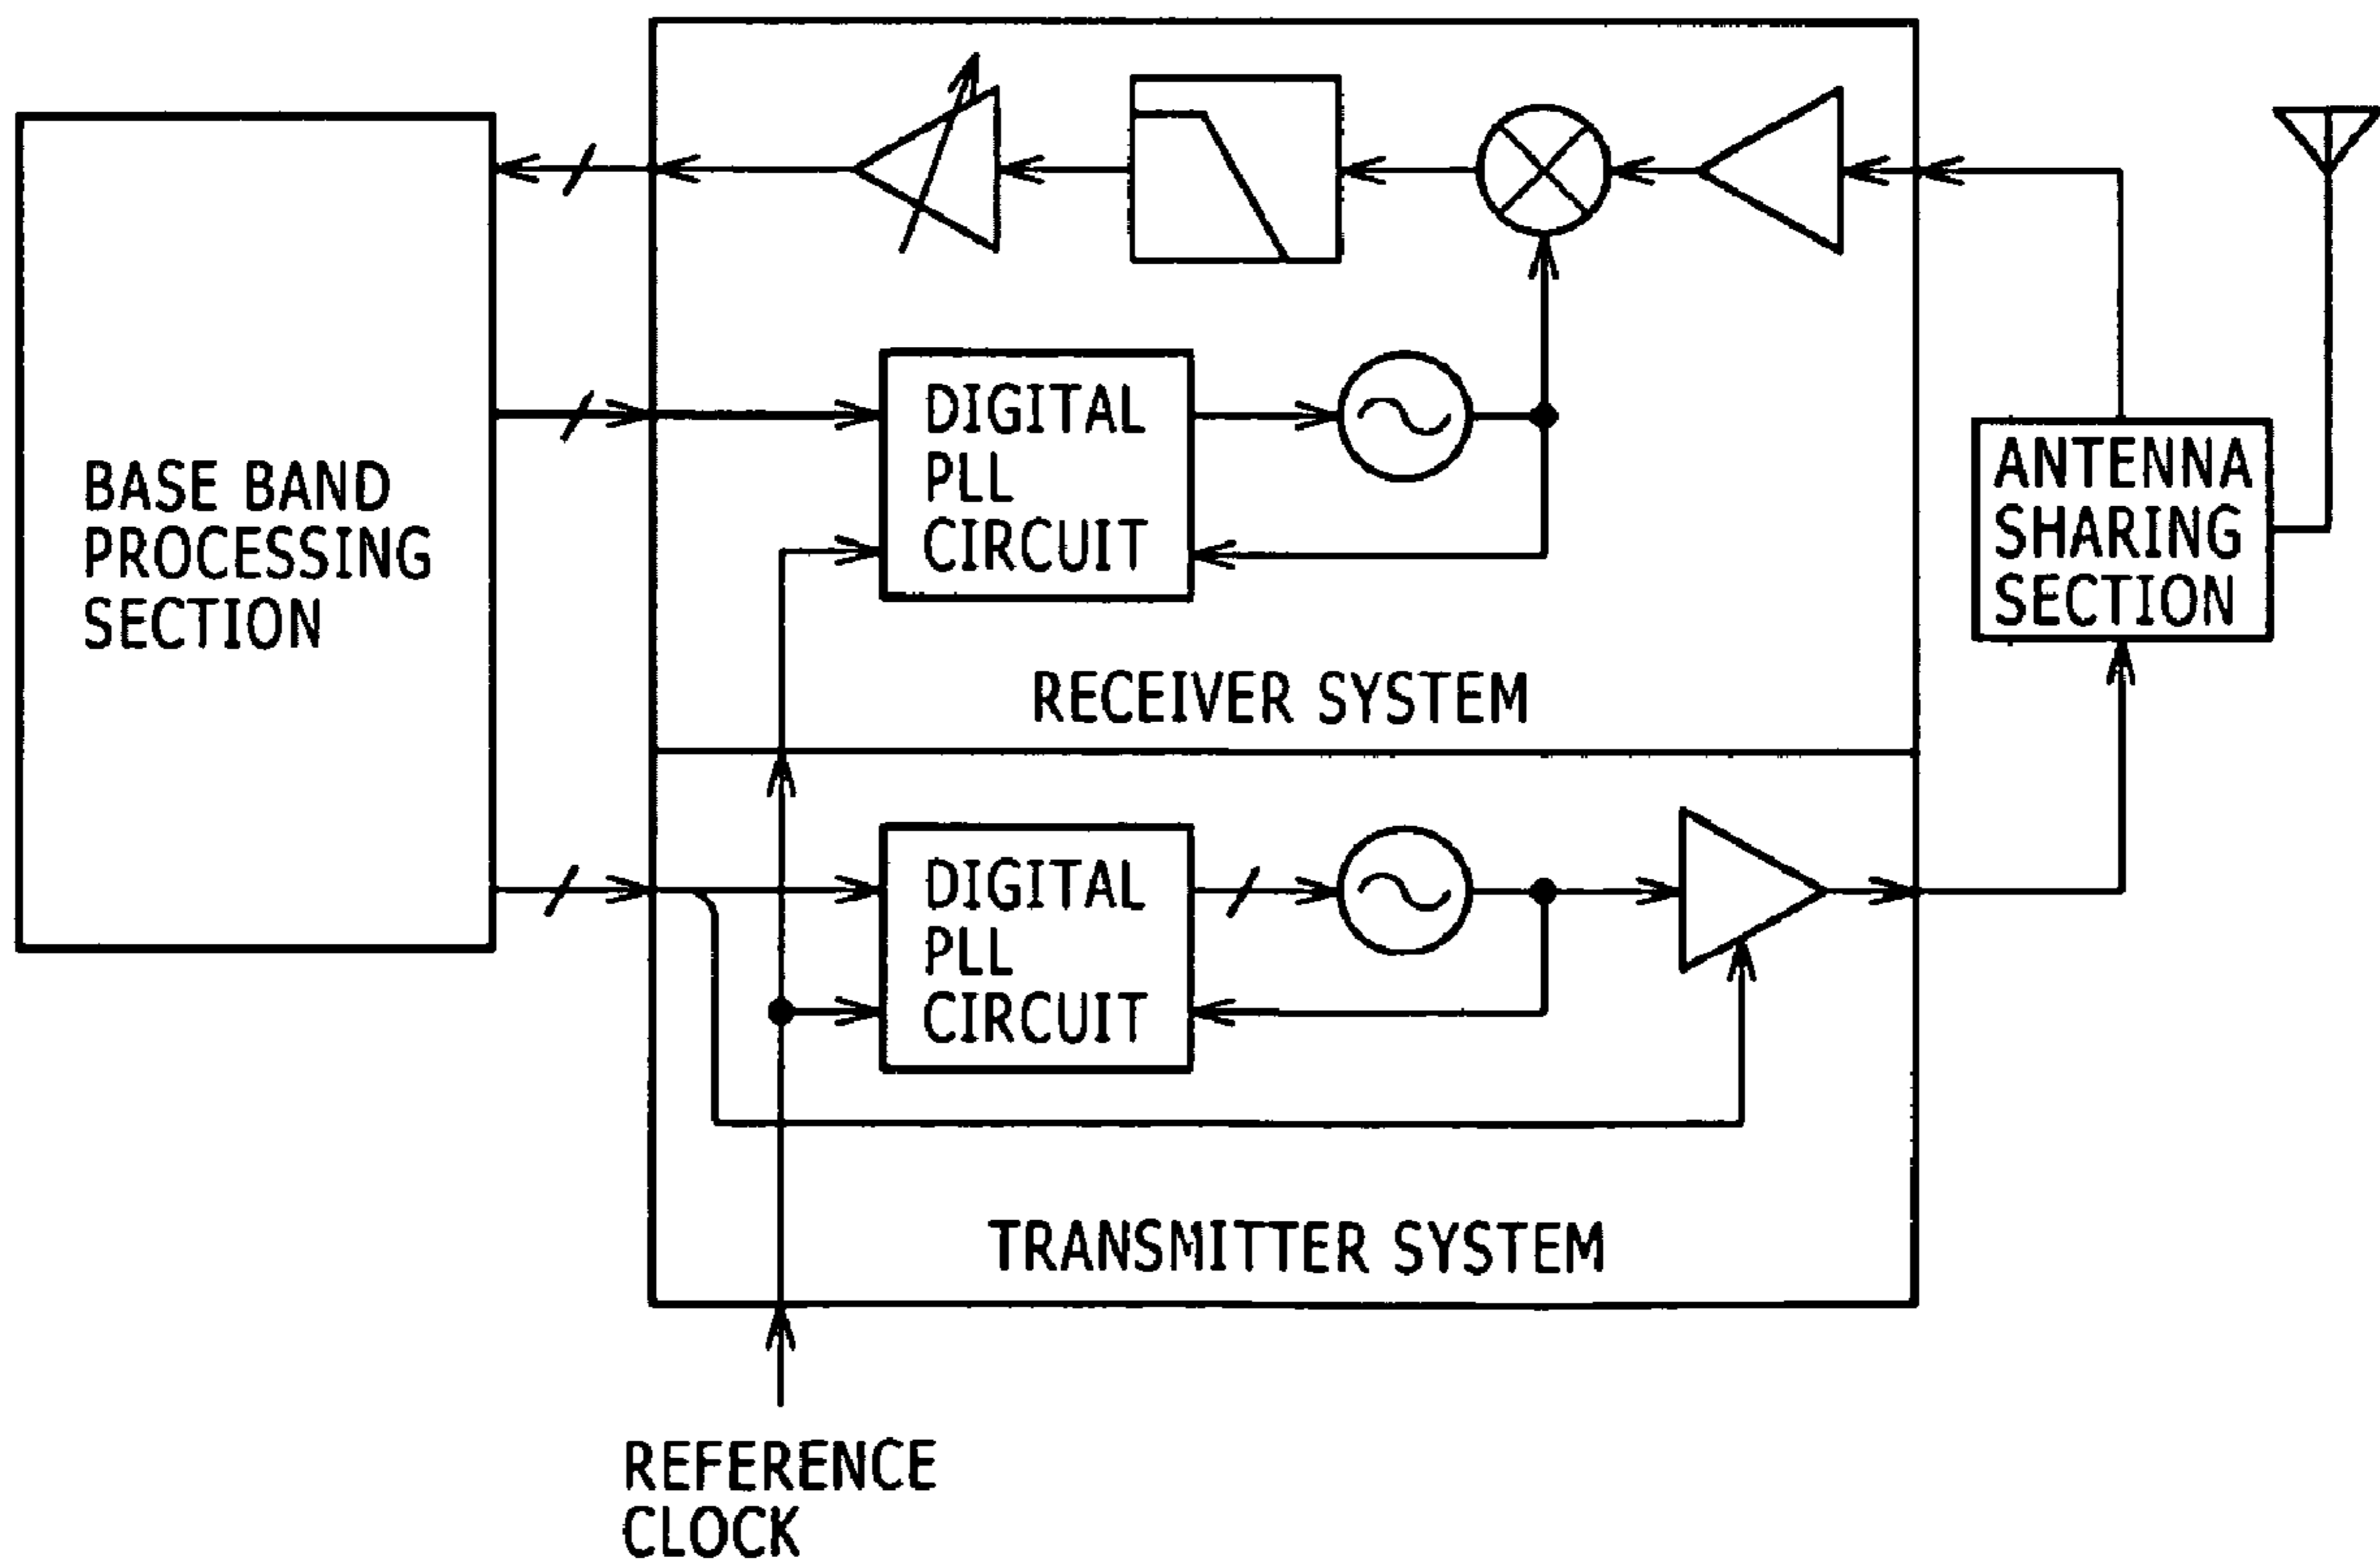 BASE BAND
PROCESSING
SECTION
DIGITAL
PLL
CIRCUIT
ANTENNA
SHARING
SECTION
RECEIVER SYSTEM
DIGITAL
PLL
CIRCUIT
TRANSMITTER SYSTEM
REFERENCE
CLOCK